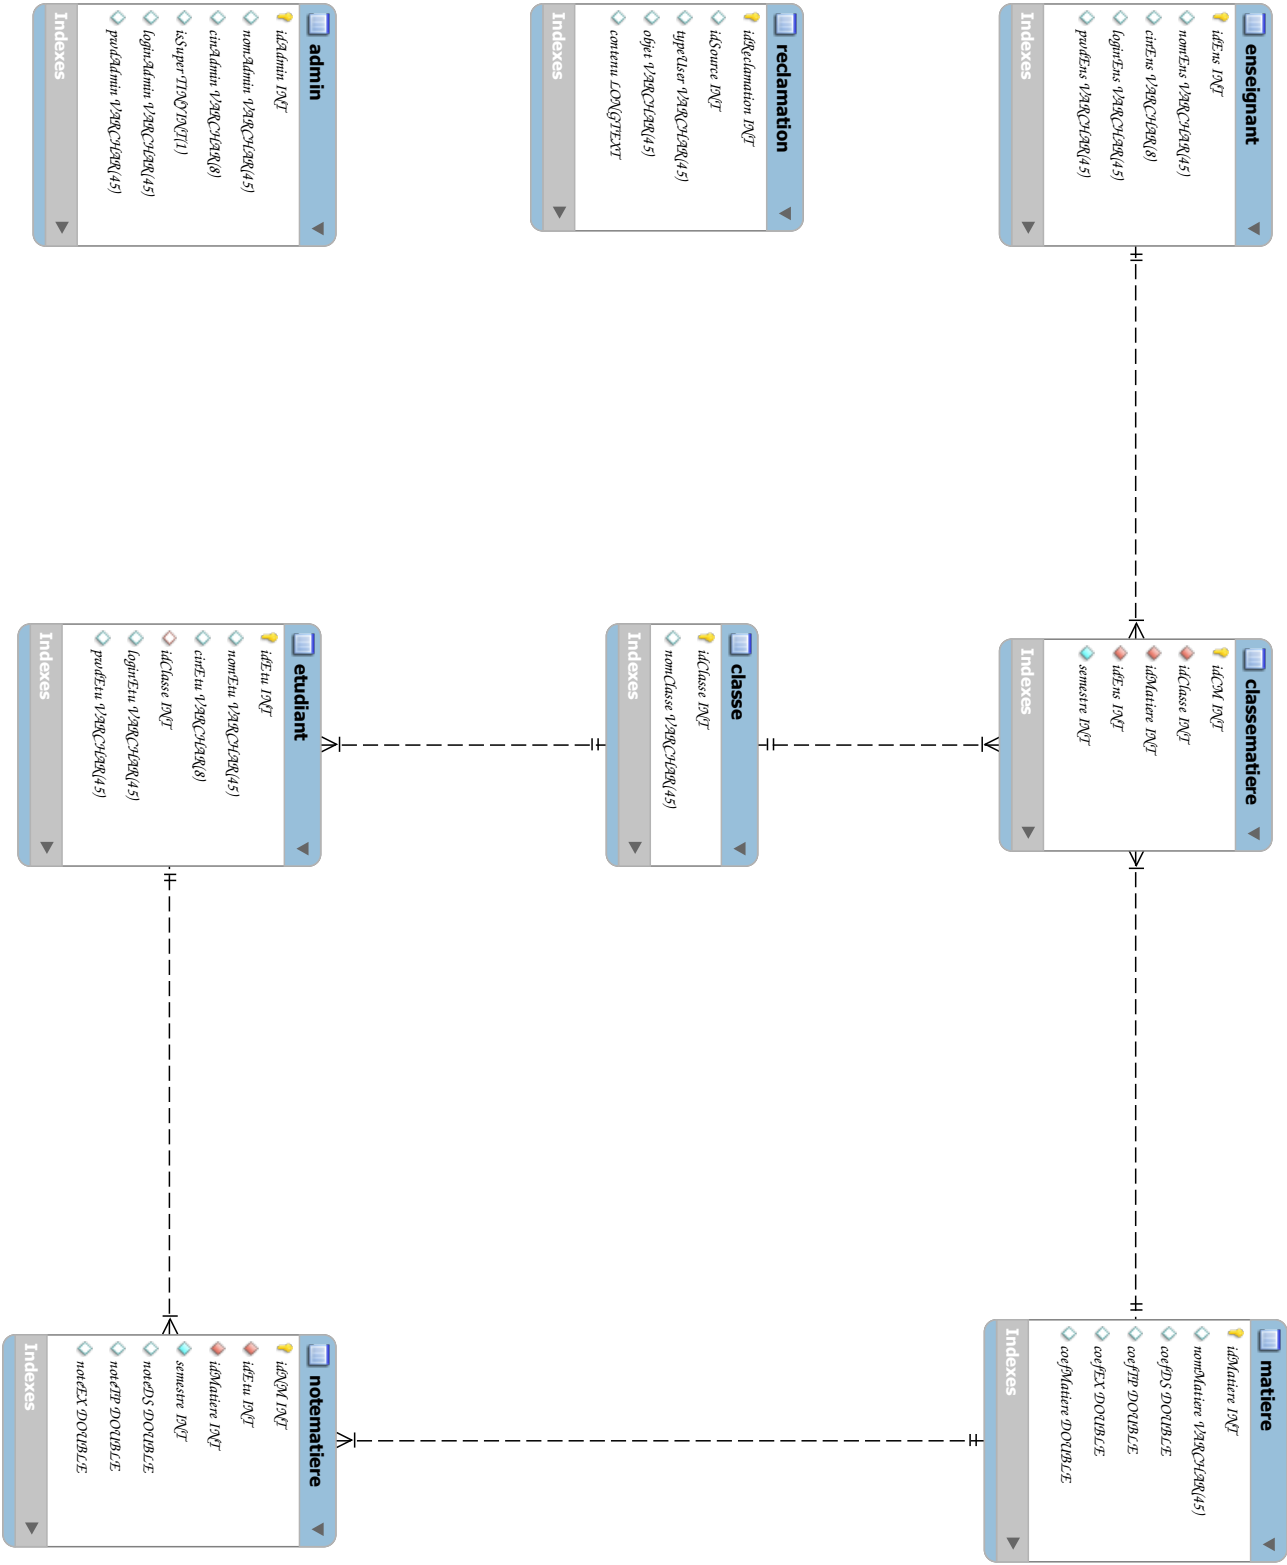 enseignant
idEns INT
nomEns VARCHAR(45)
cinEns VARCHAR(8)
loginEns VARCHAR(45)
pwdEns VARCHAR(45)
Indexes
classematiere
idCM INT
idClasse INT
idMatiere INT
idEns INT
semestre INT
Indexes
matiere
idMatiere INT
nomMatiere VARCHAR(45)
coefDS DOUBLE
coefTP DOUBLE
coefEX DOUBLE
coefMatiere DOUBLE
Indexes
reclamation
idReclamation INT
idSource INT
typeUser VARCHAR(45)
objet VARCHAR(45)
contenu LONGTEXT
Indexes
classe
idClasse INT
nomClasse VARCHAR(45)
Indexes
admin
idAdmin INT
nomAdmin VARCHAR(45)
cinAdmin VARCHAR(8)
isSuper TINYINT(1)
loginAdmin VARCHAR(45)
pwdAdmin VARCHAR(45)
Indexes
etudiant
idEtu INT
nomEtu VARCHAR(45)
cinEtu VARCHAR(8)
idClasse INT
loginEtu VARCHAR(45)
pwdEtu VARCHAR(45)
Indexes
notematiere
idNM INT
idEtu INT
idMatiere INT
semestre INT
noteDS DOUBLE
noteTP DOUBLE
noteEX DOUBLE
Indexes